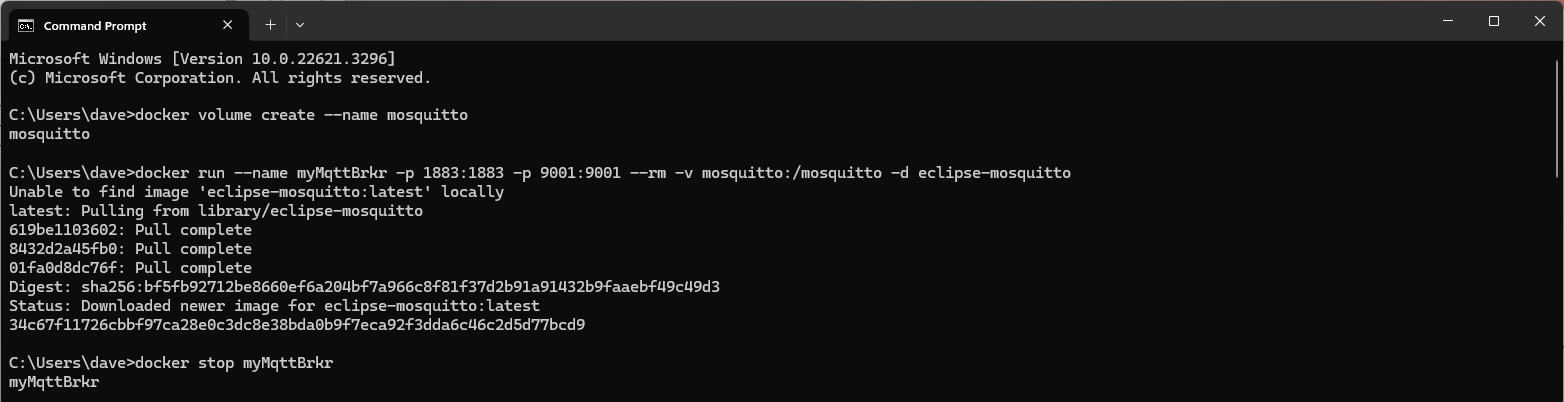 Command Prompt
Microsoft Windows [Version 10.0.22621.3296]
(c) Microsoft Corporation. All rights reserved.
C:\Users\dave>docker volume create --name mosquitto
mosquitto
C:\Users\dave>docker run --name myMqttBrkr -p 1883:1883 -p 9001:9001 --rm -v mosquitto:/mosquitto -d eclipse-mosquitto
Unable to find image 'eclipse-mosquitto:latest' locally
latest: Pulling from library/eclipse-mosquitto
619be1103602: Pull complete
8432d2a45fb0: Pull complete
01fa0d8dc76f: Pull complete
Digest: sha256:bf5fb92712be8660ef6a204bf7a966c8f81f37d2b91a91432b9faaebf49c49d3
Status: Downloaded newer image for eclipse-mosquitto:latest
34c67f11726cbbf97ca28e0c3dc8e38bda0b9f7eca92f3dda6c46c2d5d77bcd9
C:\Users\dave>docker stop myMqttBrkr
myMqttBrkr